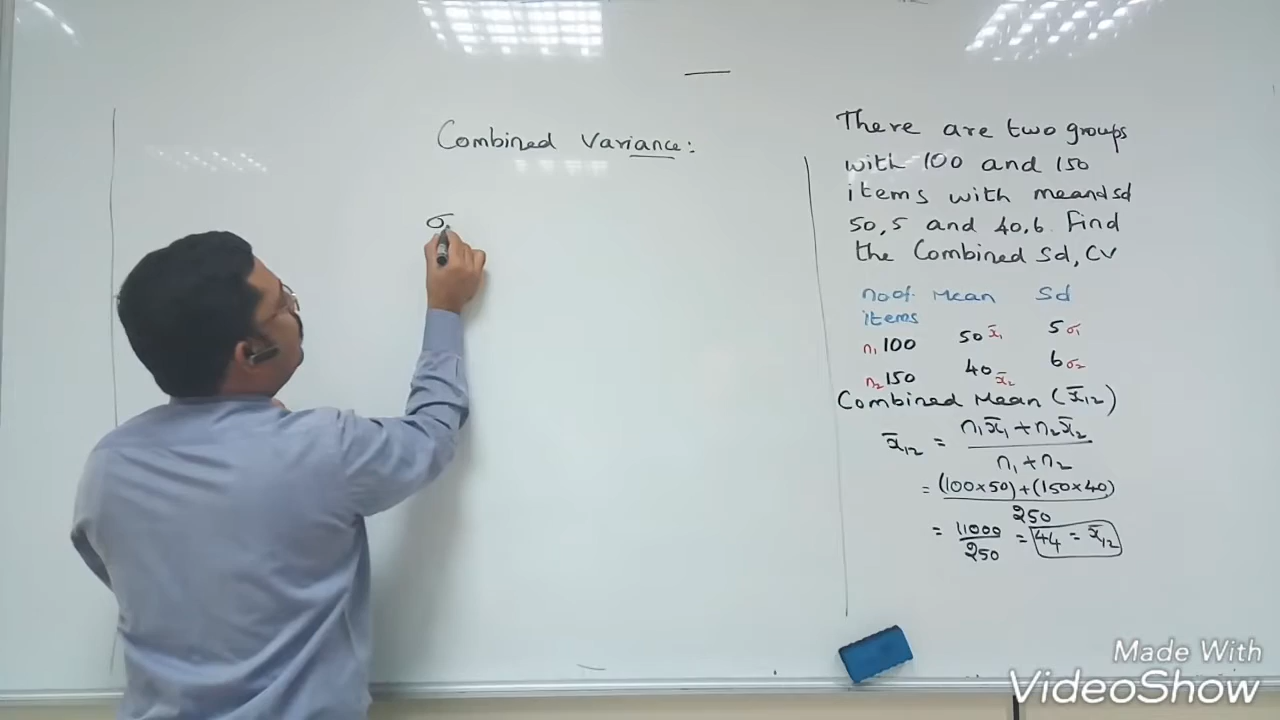 Combined Variance:
σ
There are two groups
with 100 and 150
items with mean sd
50,5 and 40,6. Find
the Combined Sd, CV
no of. Mean Sd
items
n₁ 100 50 x̄₁ 5 σ₁
n₂ 150 40 x̄₂ 6 σ₂
Combined Mean (x̄₁₂)
x̄₁₂ = n₁x̄₁ + n₂x̄₂ / n₁ + n₂
= (100×50)+(150×40) / 250
= 11000 / 250 = 44 = x̄₁₂
Made With
VideoShow